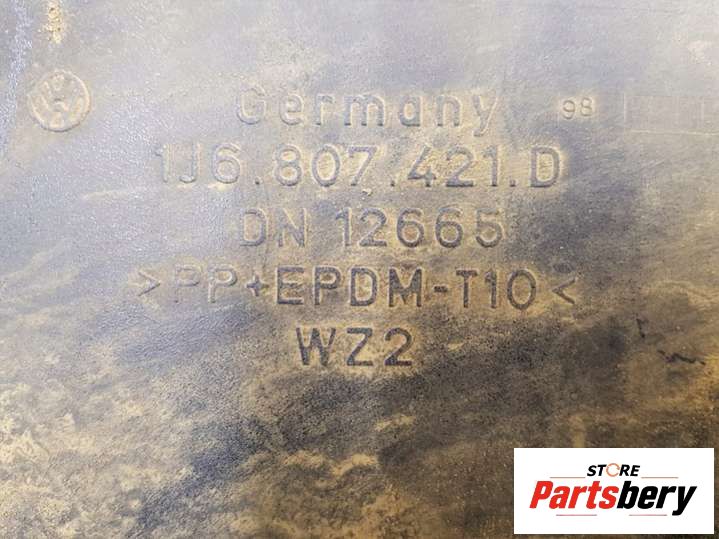 Germany 98
1J6.807.421.D
DN 12665
>PP+EPDM-T10<
WZ2
STORE
Partsbery